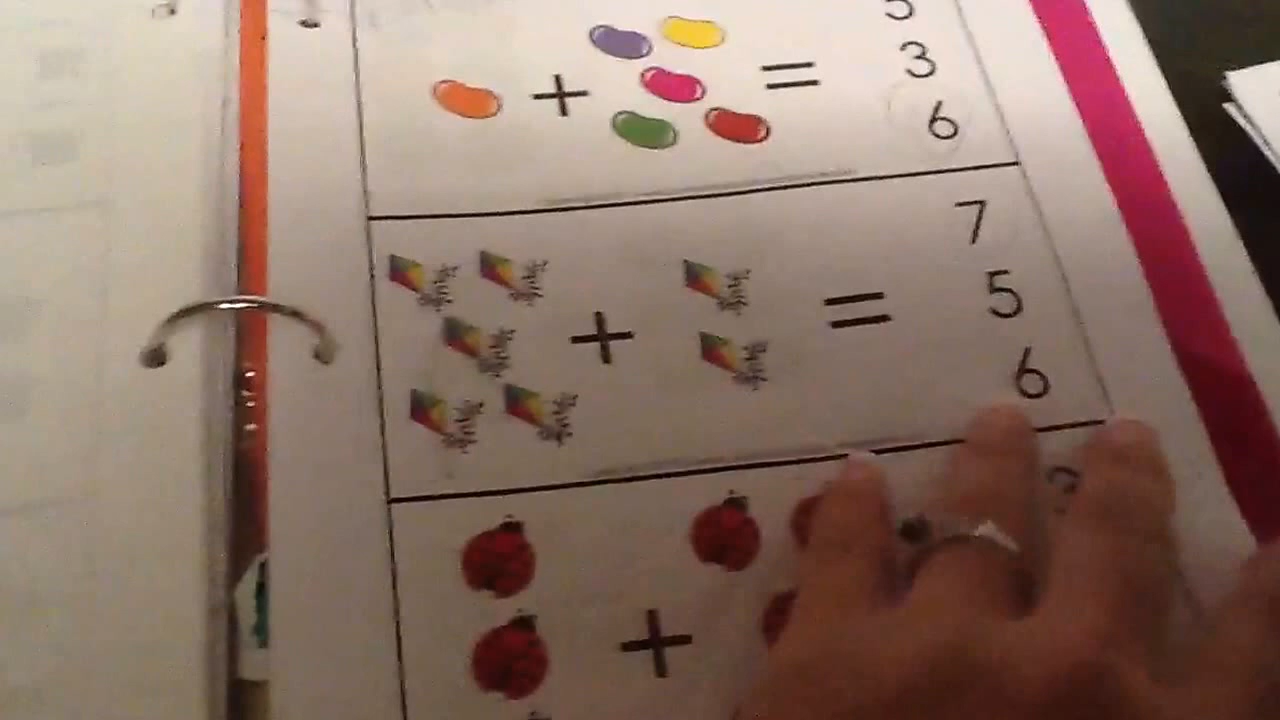 + = 5
3
6
7
+ = 5
6
+